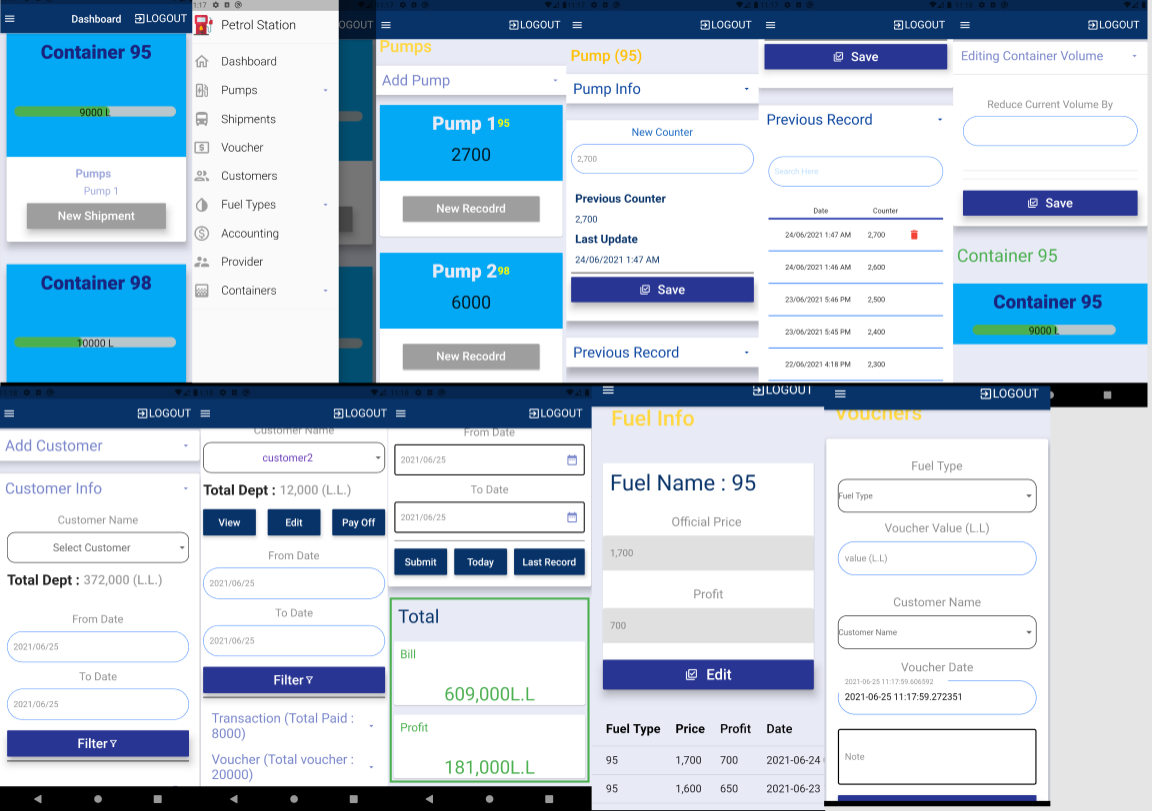 Dashboard
LOGOUT
Container 95
9000 L
Pumps
Pump 1
New Shipment
Container 98
10000 L
1:17
Petrol Station
Dashboard
Pumps
Shipments
Voucher
Customers
Fuel Types
Accounting
Provider
Containers
OGOUT
11:17
LOGOUT
Pumps
Add Pump
Pump 1 95
2700
New Recodrd
Pump 2 98
6000
New Recodrd
11:17
LOGOUT
Pump (95)
Pump Info
New Counter
2,700
Previous Counter
2,700
Last Update
24/06/2021 1:47 AM
Save
Previous Record
LOGOUT
Save
Previous Record
Search Here
Date Counter
24/06/2021 1:47 AM 2,700
24/06/2021 1:46 AM 2,600
23/06/2021 5:46 PM 2,500
23/06/2021 5:45 PM 2,400
22/06/2021 4:18 PM 2,300
11:18
LOGOUT
Editing Container Volume
Reduce Current Volume By
Save
Container 95
Container 95
9000 L
LOGOUT
Add Customer
Customer Info
Customer Name
Select Customer
Total Dept : 372,000 (L.L.)
From Date
2021/06/25
To Date
2021/06/25
Filter
LOGOUT
Customer Name
customer2
Total Dept : 12,000 (L.L.)
View Edit Pay Off
From Date
2021/06/25
To Date
2021/06/25
Filter
Transaction (Total Paid :
8000)
Voucher (Total voucher :
20000)
LOGOUT
From Date
2021/06/25
To Date
2021/06/25
Submit Today Last Record
Total
Bill
609,000L.L
Profit
181,000L.L
LOGOUT
Fuel Info
Fuel Name : 95
Official Price
1,700
Profit
700
Edit
Fuel Type Price Profit Date
95 1,700 700 2021-06-24
95 1,600 650 2021-06-23
LOGOUT
Vouchers
Fuel Type
Fuel Type
Voucher Value (L.L)
value (L.L)
Customer Name
Customer Name
Voucher Date
2021-06-25 11:17:59.606592
2021-06-25 11:17:59.272351
Note